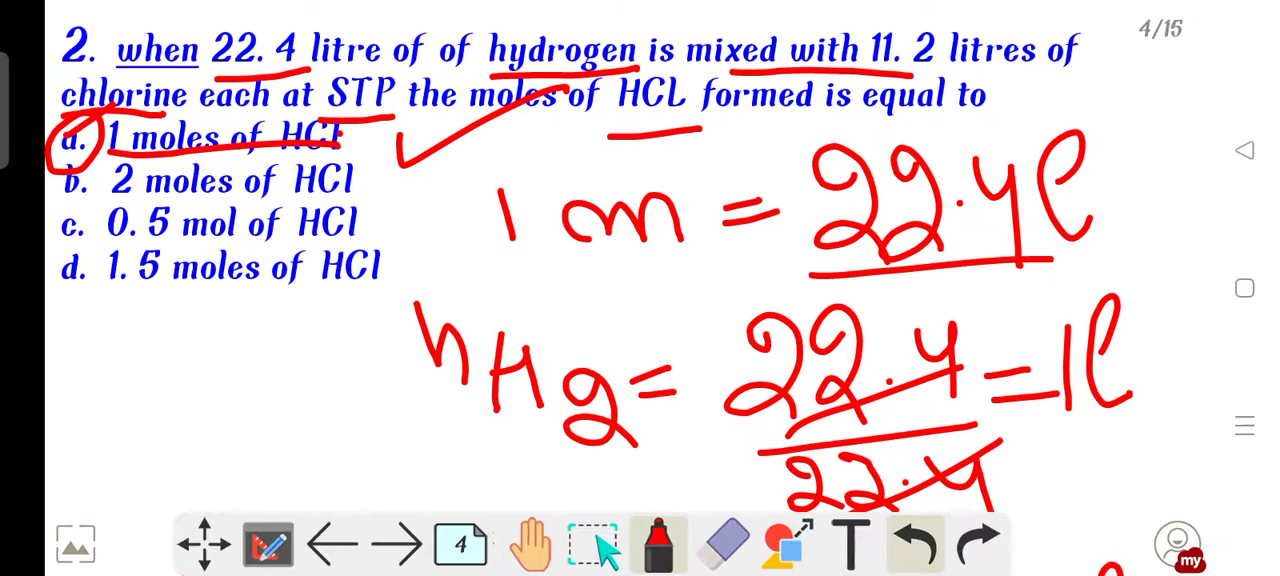 4/15
2. when 22. 4 litre of of hydrogen is mixed with 11. 2 litres of
chlorine each at STP the moles of HCL formed is equal to
a. 1 moles of HCl
b. 2 moles of HCl
c. 0. 5 mol of HCl
d. 1. 5 moles of HCl
1 m = 22.4l
nH2 = 22.4 = 1l
22.4
4
T
my